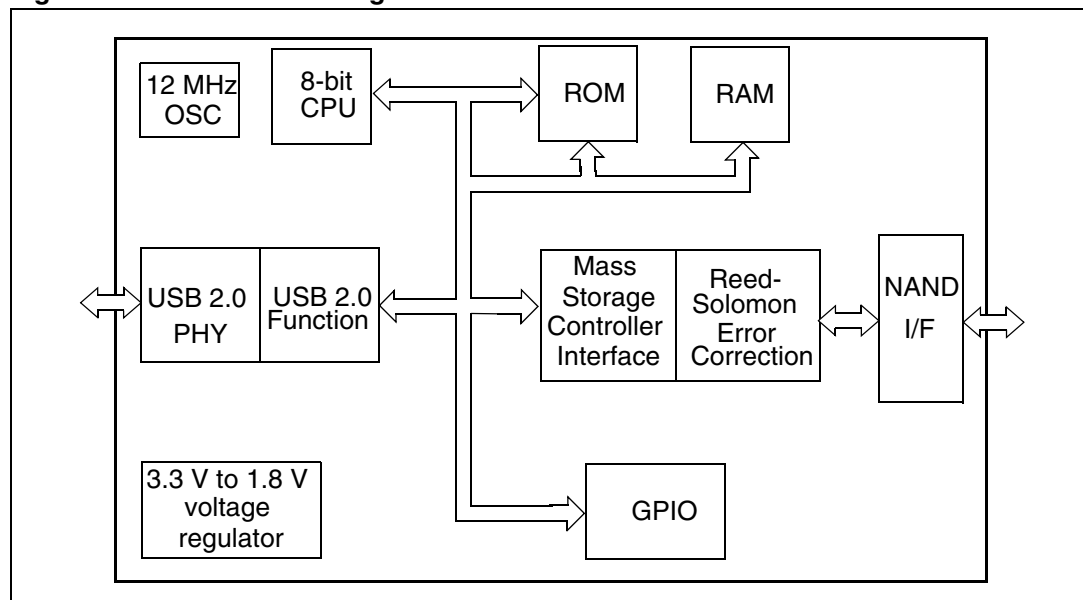 12 MHz
OSC
8-bit
CPU
ROM
RAM
USB 2.0
PHY
USB 2.0
Function
Mass
Storage
Controller
Interface
Reed-
Solomon
Error
Correction
NAND
I/F
3.3 V to 1.8 V
voltage
regulator
GPIO